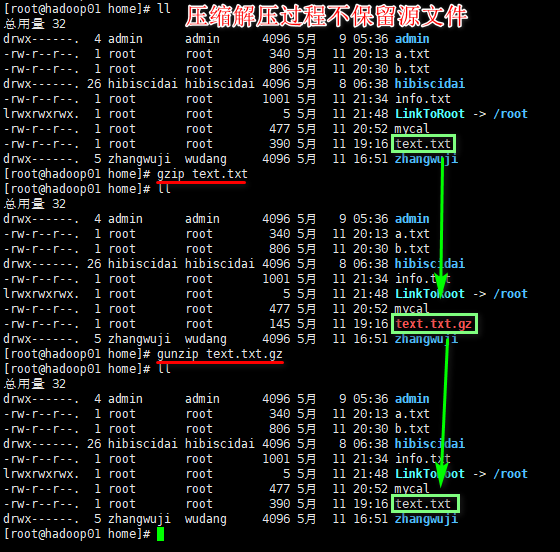 [root@hadoop01 home]# ll
压缩解压过程不保留源文件
总用量 32
drwx------. 4 admin admin 4096 5月 9 05:36 admin
-rw-r--r--. 1 root root 340 5月 11 20:13 a.txt
-rw-r--r--. 1 root root 806 5月 11 20:30 b.txt
drwx------. 26 hibiscidai hibiscidai 4096 5月 8 06:38 hibiscidai
-rw-r--r--. 1 root root 1001 5月 11 21:34 info.txt
lrwxrwxrwx. 1 root root 5 5月 11 21:48 LinkToRoot -> /root
-rw-r--r--. 1 root root 477 5月 11 20:52 mycal
-rw-r--r--. 1 root root 390 5月 11 19:16 text.txt
drwx------. 5 zhangwuji wudang 4096 5月 11 16:51 zhangwuji
[root@hadoop01 home]# gzip text.txt
[root@hadoop01 home]# ll
总用量 32
drwx------. 4 admin admin 4096 5月 9 05:36 admin
-rw-r--r--. 1 root root 340 5月 11 20:13 a.txt
-rw-r--r--. 1 root root 806 5月 11 20:30 b.txt
drwx------. 26 hibiscidai hibiscidai 4096 5月 8 06:38 hibiscidai
-rw-r--r--. 1 root root 1001 5月 11 21:34 info.txt
lrwxrwxrwx. 1 root root 5 5月 11 21:48 LinkToRoot -> /root
-rw-r--r--. 1 root root 477 5月 11 20:52 mycal
-rw-r--r--. 1 root root 145 5月 11 19:16 text.txt.gz
drwx------. 5 zhangwuji wudang 4096 5月 11 16:51 zhangwuji
[root@hadoop01 home]# gunzip text.txt.gz
[root@hadoop01 home]# ll
总用量 32
drwx------. 4 admin admin 4096 5月 9 05:36 admin
-rw-r--r--. 1 root root 340 5月 11 20:13 a.txt
-rw-r--r--. 1 root root 806 5月 11 20:30 b.txt
drwx------. 26 hibiscidai hibiscidai 4096 5月 8 06:38 hibiscidai
-rw-r--r--. 1 root root 1001 5月 11 21:34 info.txt
lrwxrwxrwx. 1 root root 5 5月 11 21:48 LinkToRoot -> /root
-rw-r--r--. 1 root root 477 5月 11 20:52 mycal
-rw-r--r--. 1 root root 390 5月 11 19:16 text.txt
drwx------. 5 zhangwuji wudang 4096 5月 11 16:51 zhangwuji
[root@hadoop01 home]#